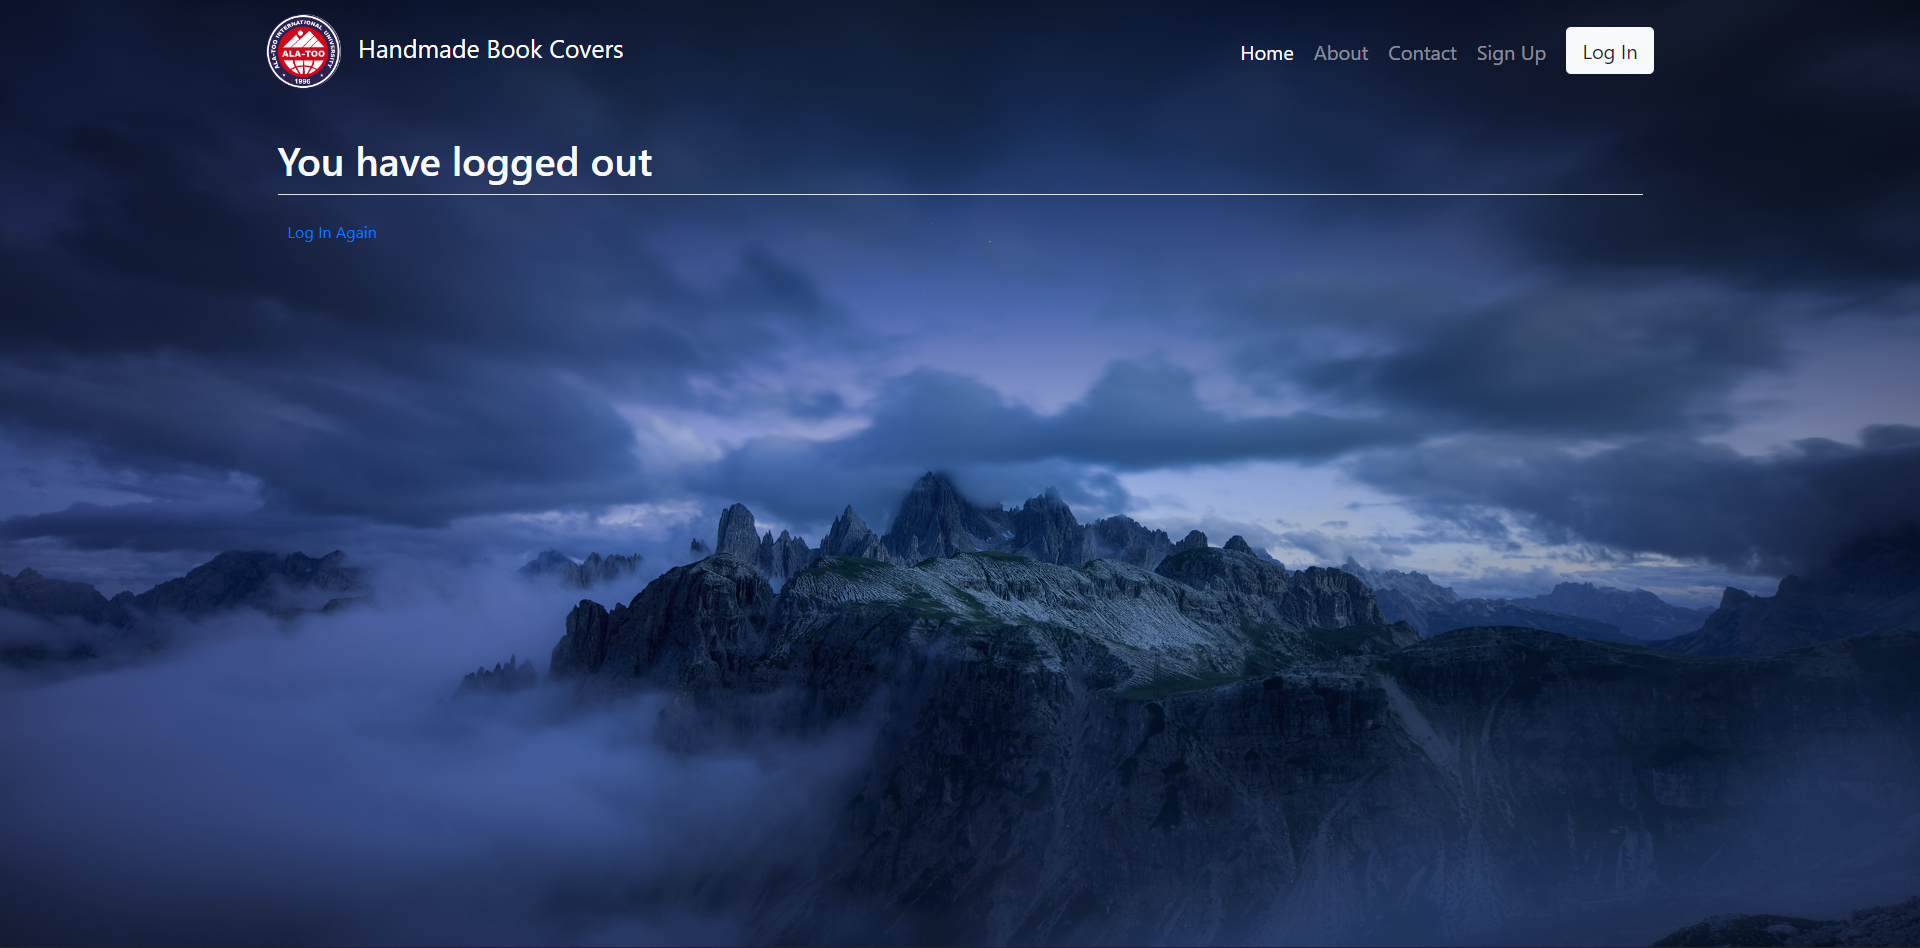 ALA-TOO INTERNATIONAL UNIVERSITY
ALA-TOO
1996
Handmade Book Covers
Home
About
Contact
Sign Up
Log In
You have logged out
Log In Again